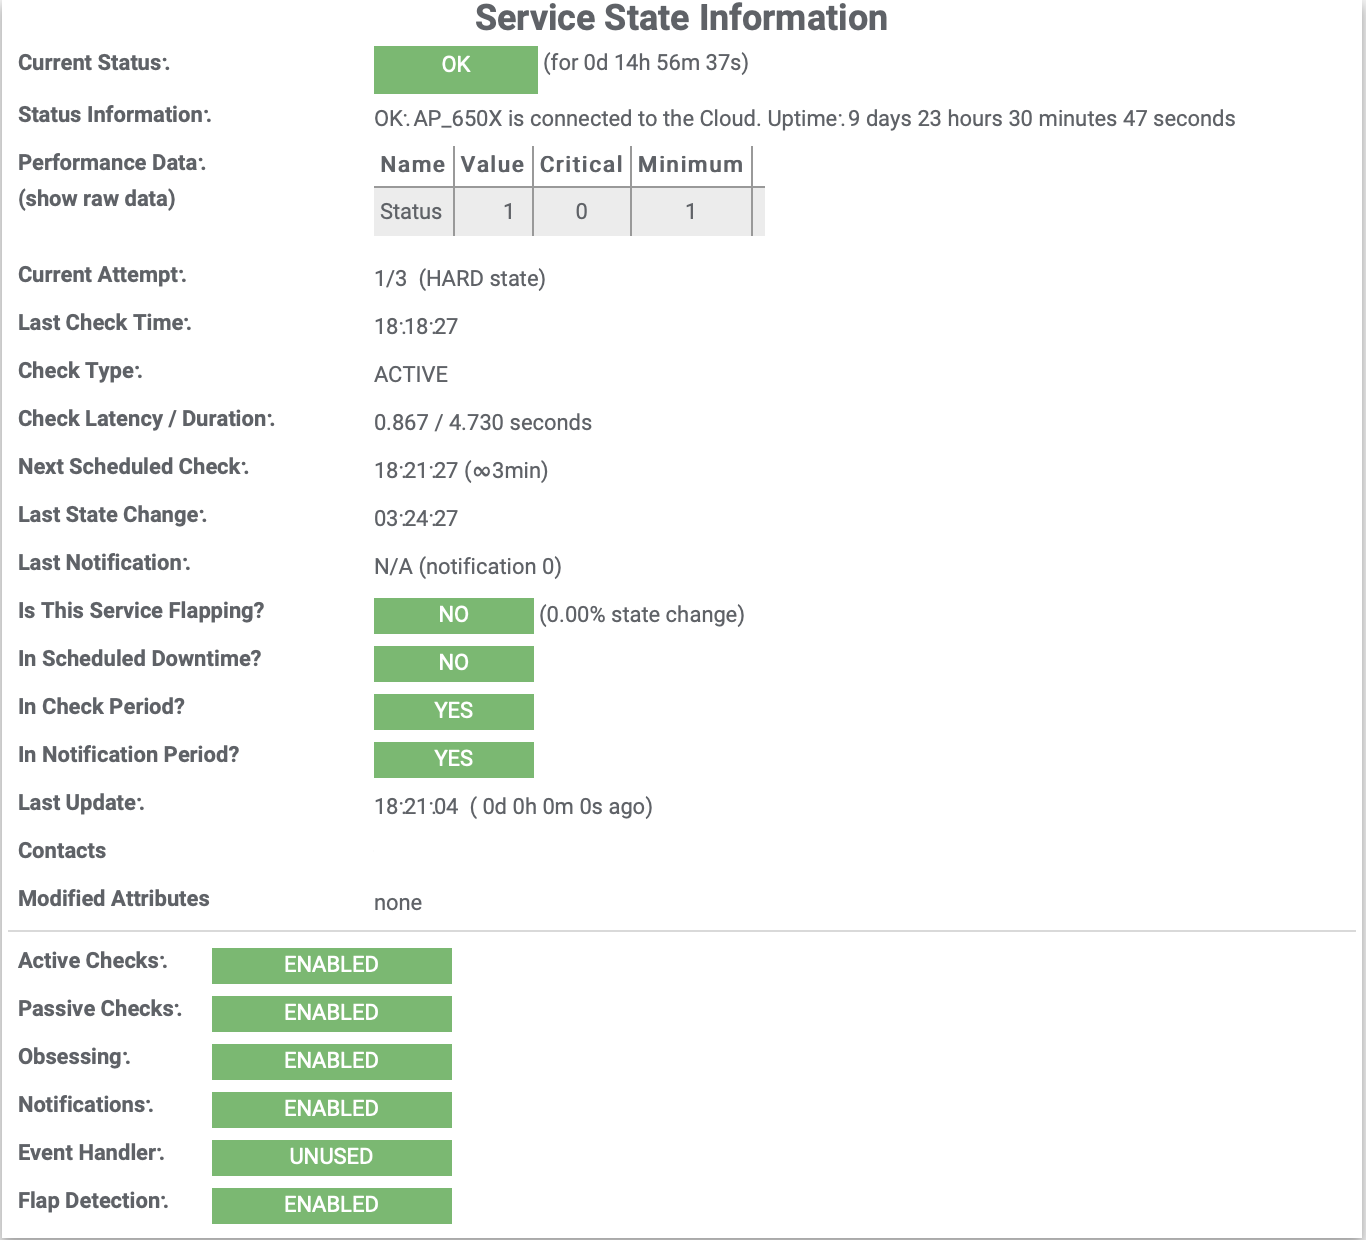 Service State Information
Current Status: OK (for 0d 14h 56m 37s)
Status Information: OK: AP_650X is connected to the Cloud. Uptime: 9 days 23 hours 30 minutes 47 seconds
Performance Data: Name Value Critical Minimum
(show raw data) Status 1 0 1
Current Attempt: 1/3 (HARD state)
Last Check Time: 18:18:27
Check Type: ACTIVE
Check Latency / Duration: 0.867 / 4.730 seconds
Next Scheduled Check: 18:21:27 (∞3min)
Last State Change: 03:24:27
Last Notification: N/A (notification 0)
Is This Service Flapping? NO (0.00% state change)
In Scheduled Downtime? NO
In Check Period? YES
In Notification Period? YES
Last Update: 18:21:04 ( 0d 0h 0m 0s ago)
Contacts
Modified Attributes none
Active Checks: ENABLED
Passive Checks: ENABLED
Obsessing: ENABLED
Notifications: ENABLED
Event Handler: UNUSED
Flap Detection: ENABLED